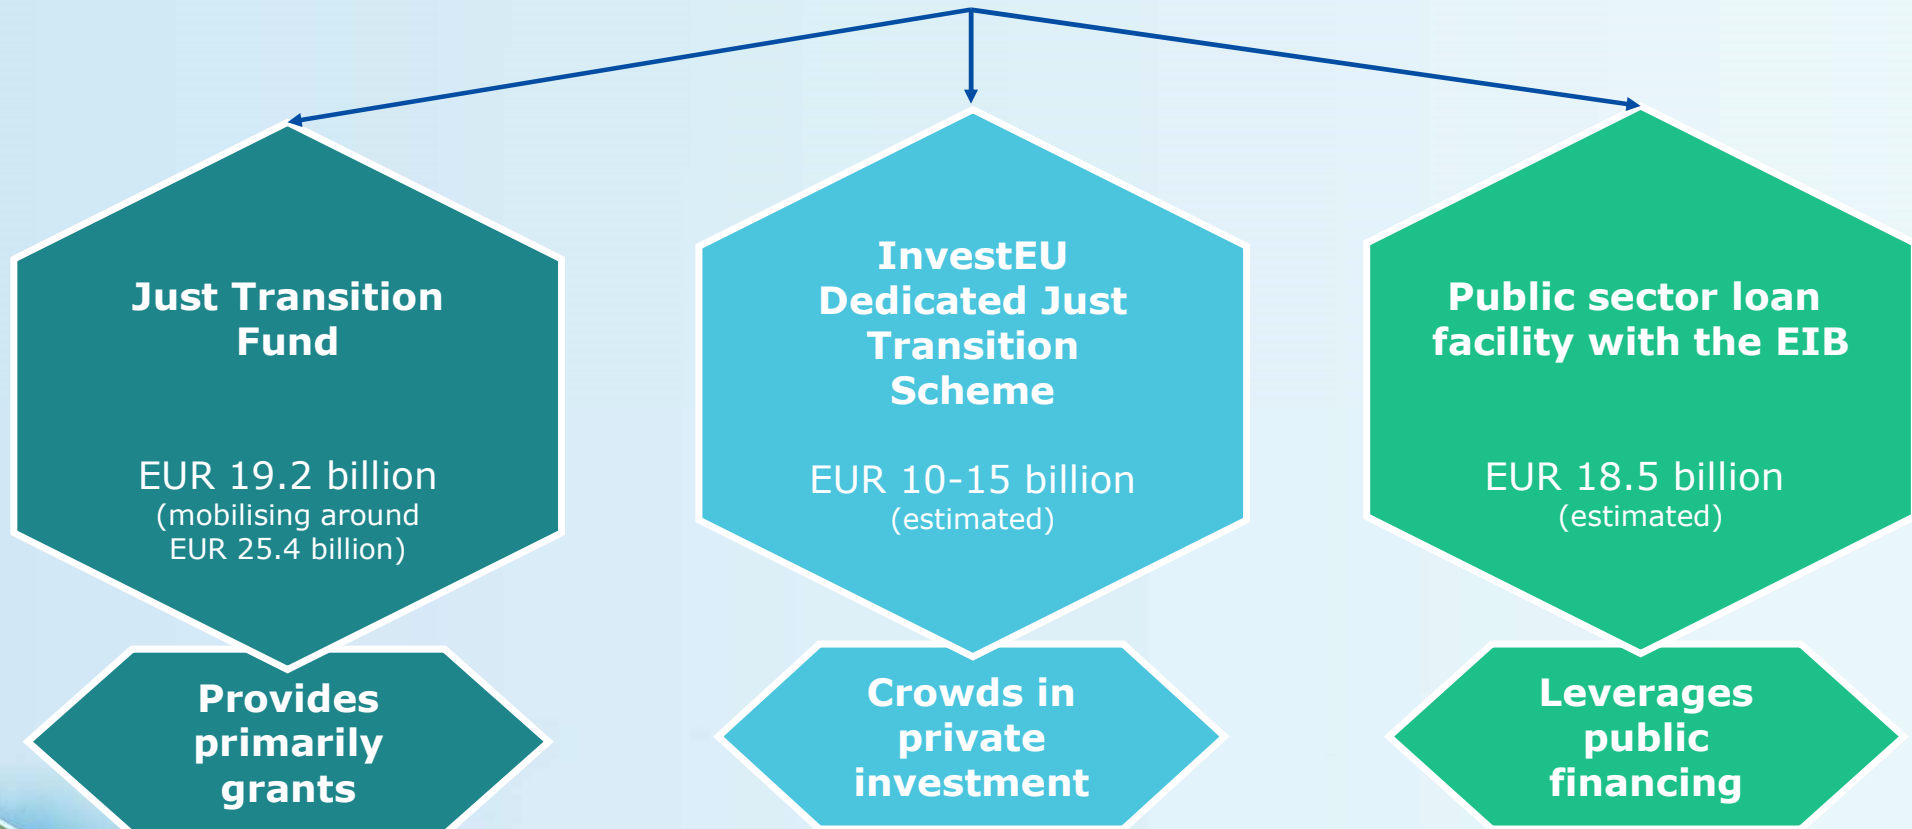 Just Transition
Fund
EUR 19.2 billion
(mobilising around
EUR 25.4 billion)
Provides
primarily
grants
InvestEU
Dedicated Just
Transition
Scheme
EUR 10-15 billion
(estimated)
Crowds in
private
investment
Public sector loan
facility with the EIB
EUR 18.5 billion
(estimated)
Leverages
public
financing